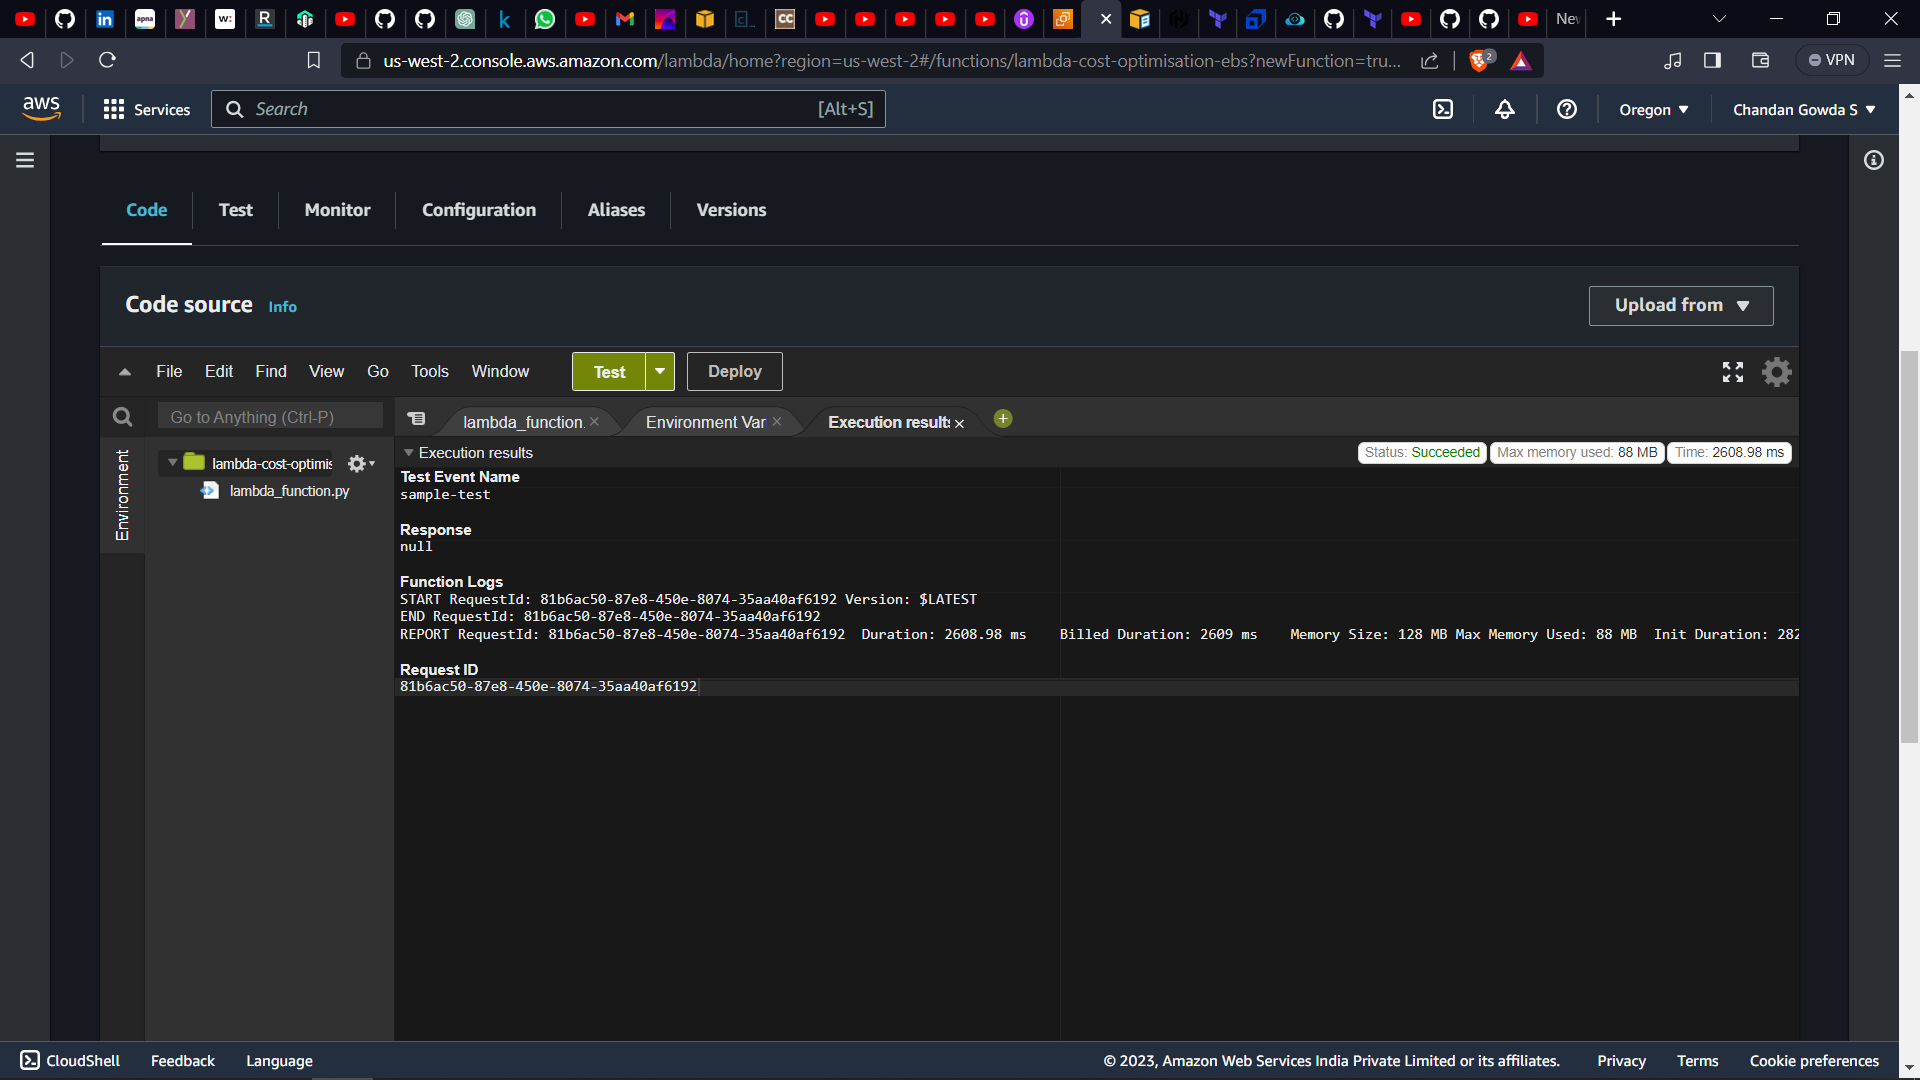 New
us-west-2.console.aws.amazon.com/lambda/home?region=us-west-2#/functions/lambda-cost-optimisation-ebs?newFunction=tru...
2
VPN
aws
Services
Search
[Alt+S]
Oregon
Chandan Gowda S
Code
Test
Monitor
Configuration
Aliases
Versions
Code source Info
Upload from
File
Edit
Find
View
Go
Tools
Window
Test
Deploy
Go to Anything (Ctrl-P)
lambda_function.
Environment Var
Execution results
Environment
lambda-cost-optimis
lambda_function.py
Execution results
Status: Succeeded
Max memory used: 88 MB
Time: 2608.98 ms
Test Event Name
sample-test
Response
null
Function Logs
START RequestId: 81b6ac50-87e8-450e-8074-35aa40af6192 Version: $LATEST
END RequestId: 81b6ac50-87e8-450e-8074-35aa40af6192
REPORT RequestId: 81b6ac50-87e8-450e-8074-35aa40af6192 Duration: 2608.98 ms Billed Duration: 2609 ms Memory Size: 128 MB Max Memory Used: 88 MB Init Duration: 282
Request ID
81b6ac50-87e8-450e-8074-35aa40af6192
CloudShell
Feedback
Language
© 2023, Amazon Web Services India Private Limited or its affiliates.
Privacy
Terms
Cookie preferences